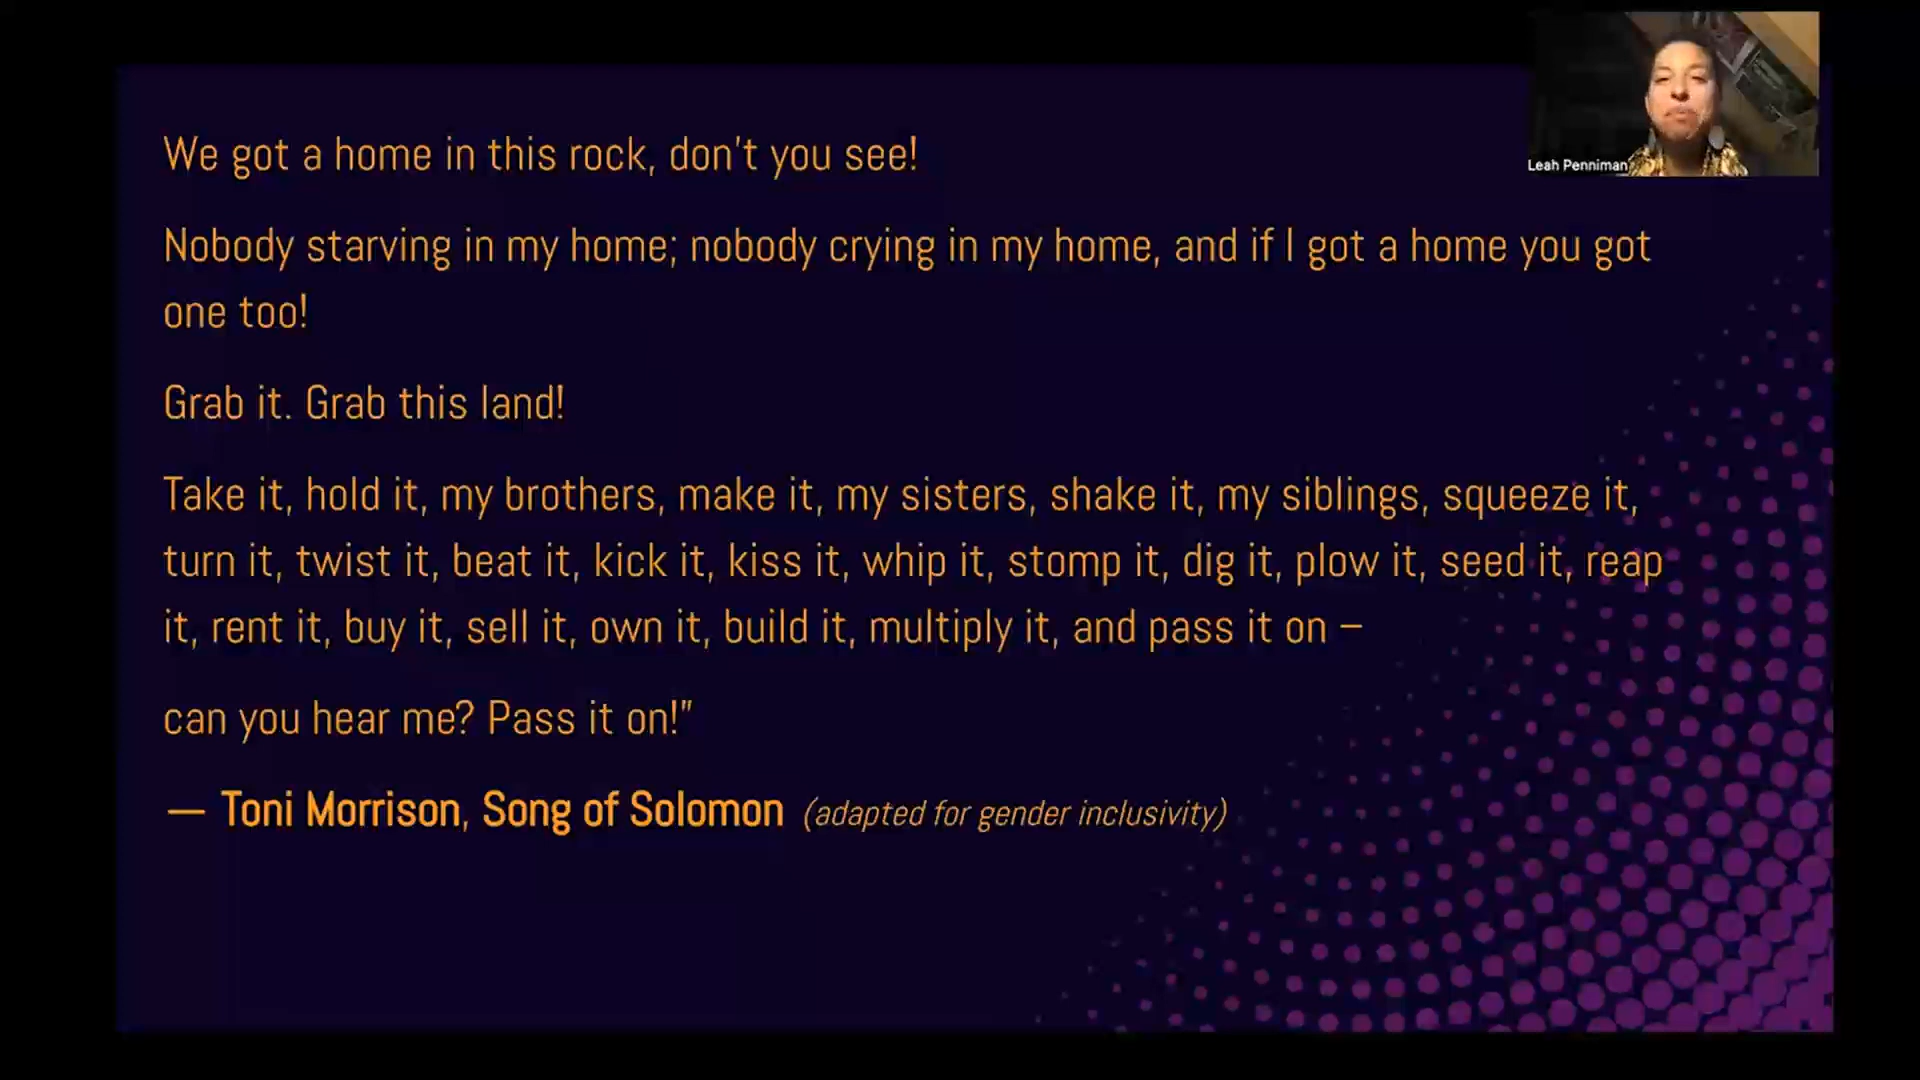 Leah Penniman
We got a home in this rock, don't you see!
Nobody starving in my home; nobody crying in my home, and if I got a home you got
one too!
Grab it. Grab this land!
Take it, hold it, my brothers, make it, my sisters, shake it, my siblings, squeeze it,
turn it, twist it, beat it, kick it, kiss it, whip it, stomp it, dig it, plow it, seed it, reap
it, rent it, buy it, sell it, own it, build it, multiply it, and pass it on –
can you hear me? Pass it on!”
— Toni Morrison, Song of Solomon (adapted for gender inclusivity)